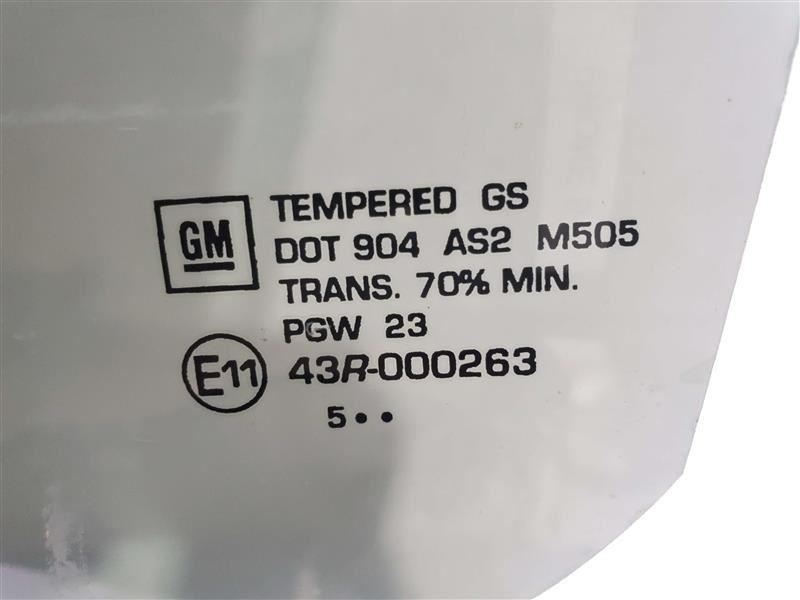 GM
TEMPERED GS
DOT 904 AS2 M505
TRANS. 70% MIN.
PGW 23
E11 43R-000263
5••